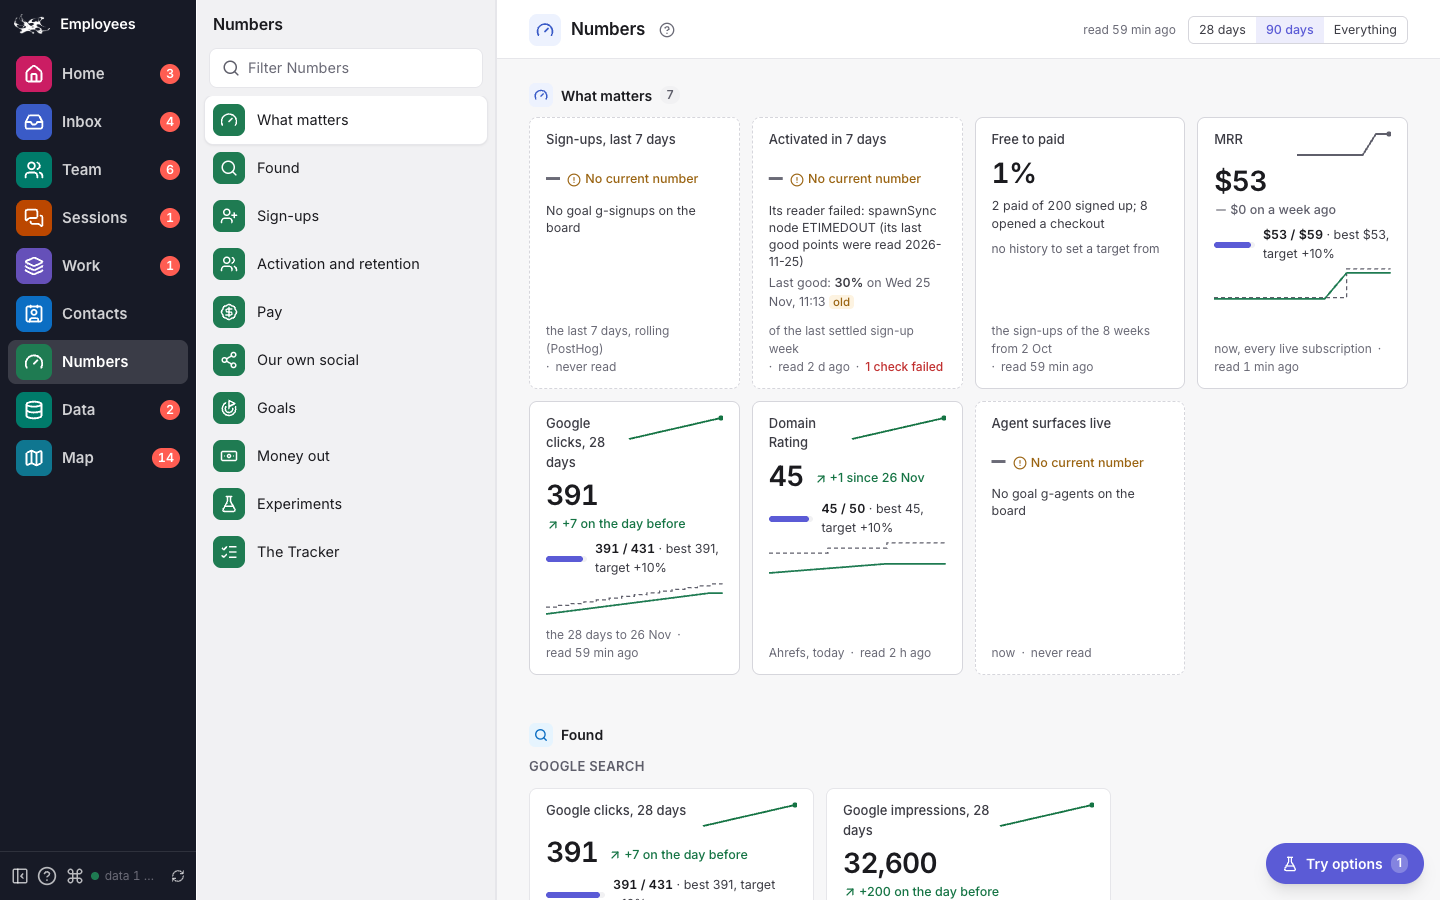 Employees
Home 3
Inbox 4
Team 6
Sessions 1
Work 1
Contacts
Numbers
Data 2
Map 14
data 1 ...
Numbers
Filter Numbers
What matters
Found
Sign-ups
Activation and retention
Pay
Our own social
Goals
Money out
Experiments
The Tracker
Numbers
read 59 min ago 28 days 90 days Everything
What matters 7
Sign-ups, last 7 days
— No current number
No goal g-signups on the
board
the last 7 days, rolling
(PostHog)
· never read
Activated in 7 days
— No current number
Its reader failed: spawnSync
node ETIMEDOUT (its last
good points were read 2026-
11-25)
Last good: 30% on Wed 25
Nov, 11:13 old
of the last settled sign-up
week
· read 2 d ago · 1 check failed
Free to paid
1%
2 paid of 200 signed up; 8
opened a checkout
no history to set a target from
the sign-ups of the 8 weeks
from 2 Oct
· read 59 min ago
MRR
$53
— $0 on a week ago
$53 / $59 · best $53,
target +10%
now, every live subscription ·
read 1 min ago
Google
clicks, 28
days
391
+7 on the day before
391 / 431 · best 391,
target +10%
the 28 days to 26 Nov ·
read 59 min ago
Domain
Rating
45 +1 since 26 Nov
45 / 50 · best 45,
target +10%
Ahrefs, today · read 2 h ago
Agent surfaces live
— No current number
No goal g-agents on the
board
now · never read
Found
GOOGLE SEARCH
Google clicks, 28 days
391 +7 on the day before
391 / 431 · best 391, target
Google impressions, 28
days
32,600
+200 on the day before
Try options 1